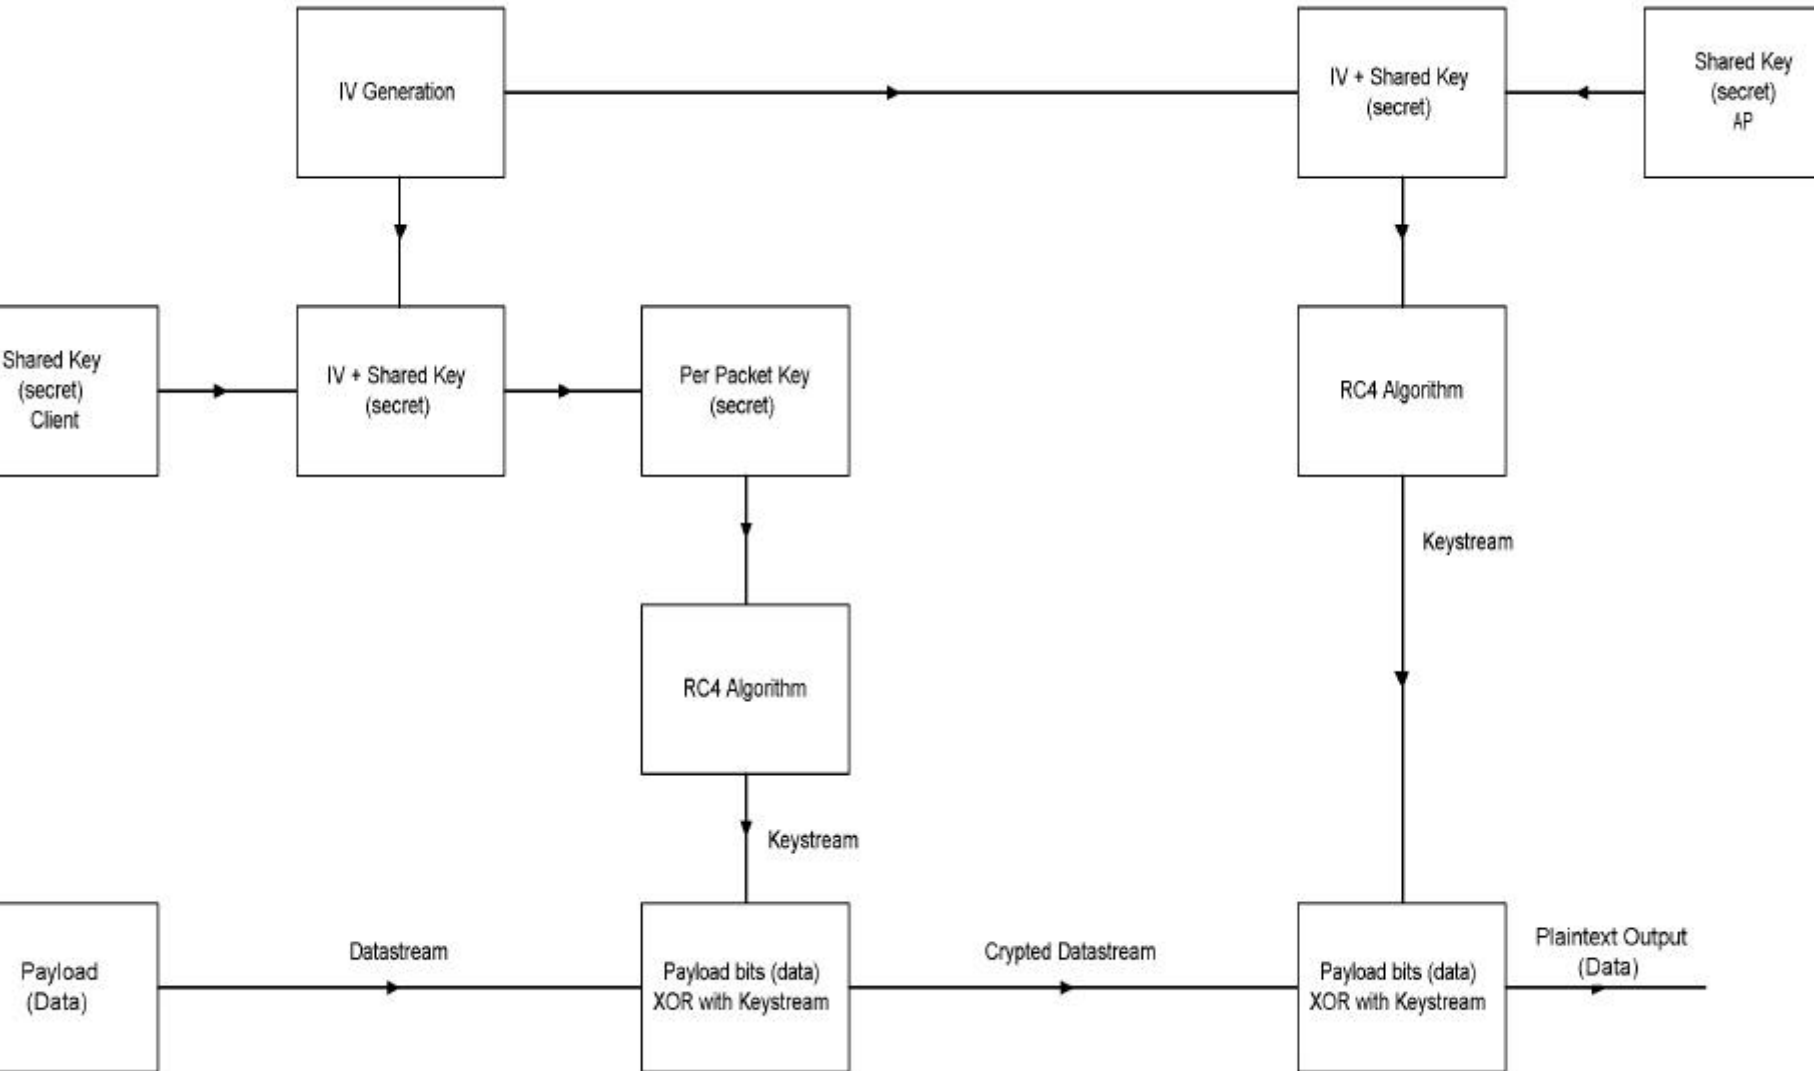 IV Generation
IV + Shared Key
(secret)
Shared Key
(secret)
AP
Shared Key
(secret)
Client
IV + Shared Key
(secret)
Per Packet Key
(secret)
RC4 Algorithm
Keystream
RC4 Algorithm
Keystream
Payload
(Data)
Datastream
Payload bits (data)
XOR with Keystream
Crypted Datastream
Payload bits (data)
XOR with Keystream
Plaintext Output
(Data)